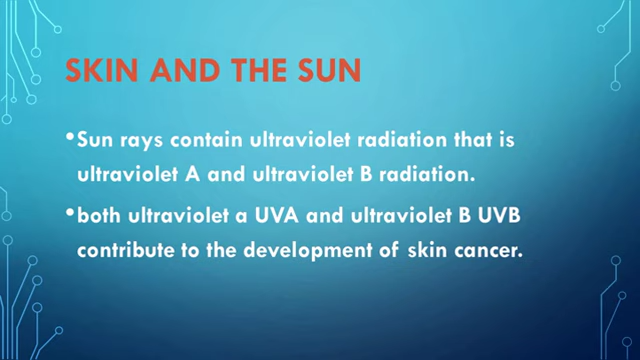 SKIN AND THE SUN
•Sun rays contain ultraviolet radiation that is
ultraviolet A and ultraviolet B radiation.
•both ultraviolet a UVA and ultraviolet B UVB
contribute to the development of skin cancer.